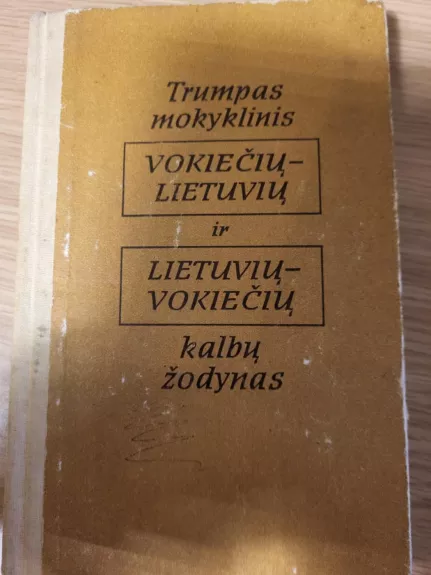 Trumpas
mokyklinis
VOKIEČIŲ–
LIETUVIŲ
ir
LIETUVIŲ–
VOKIEČIŲ
kalbų
žodynas